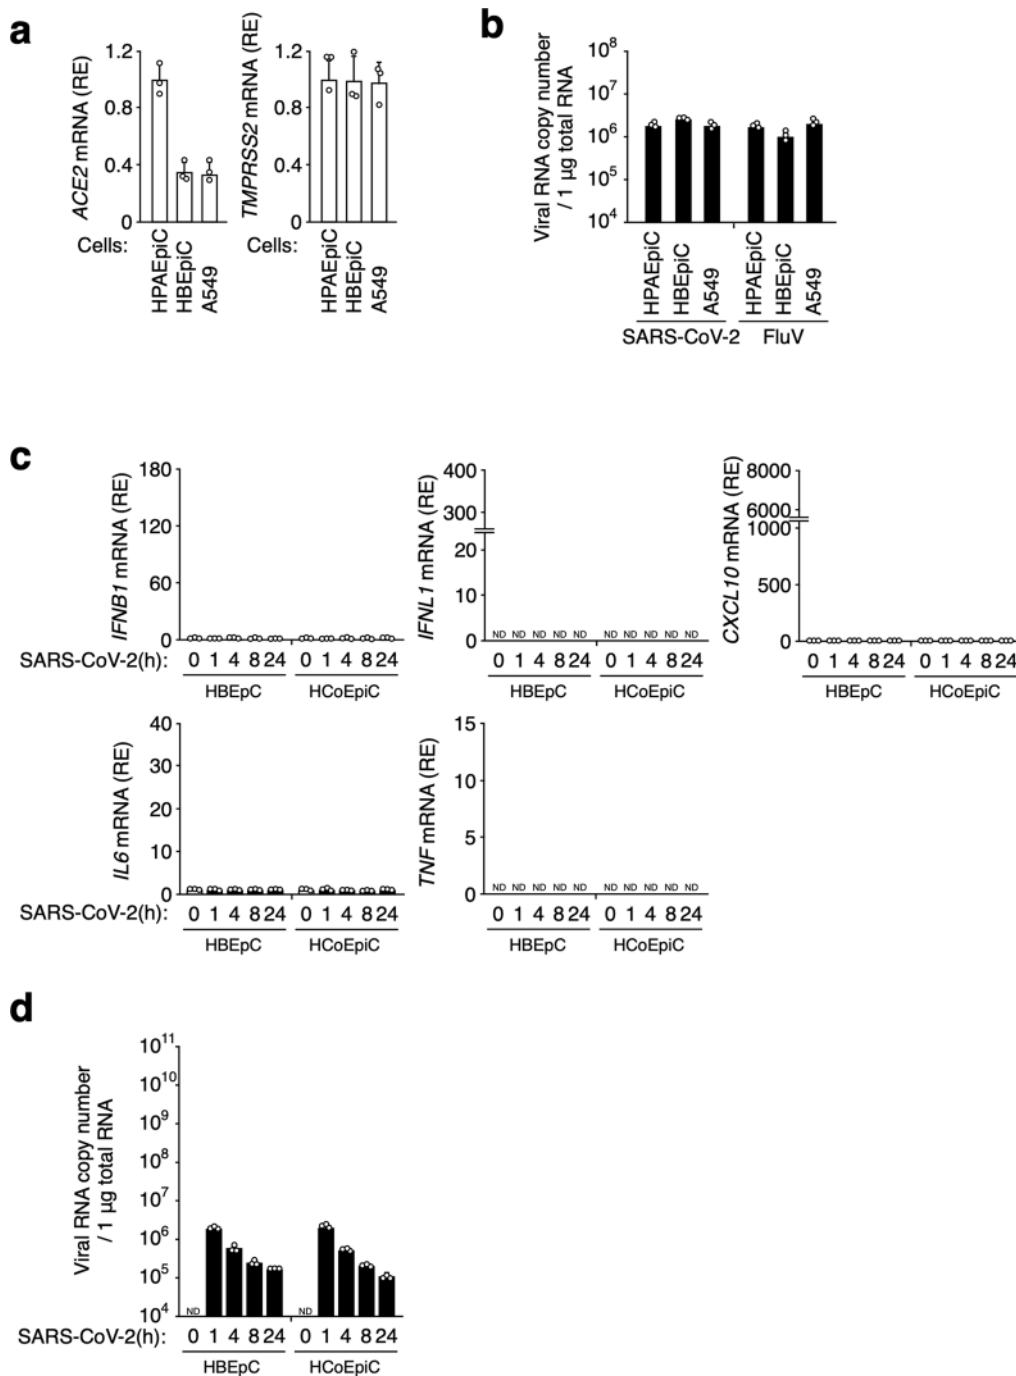 a
ACE2 mRNA (RE)
1.2
0.8
0.4
0
Cells:
HPAEpiC
HBEpiC
A549
TMPRSS2 mRNA (RE)
1.2
0.8
0.4
0
Cells:
HPAEpiC
HBEpiC
A549
b
Viral RNA copy number
/ 1 µg total RNA
10⁸
10⁷
10⁶
10⁵
10⁴
HPAEpiC
HBEpiC
A549
HPAEpiC
HBEpiC
A549
SARS-CoV-2 FluV
c
IFNB1 mRNA (RE)
180
120
60
0
SARS-CoV-2(h): 0 1 4 8 24 0 1 4 8 24
HBEpC HCoEpiC
IFNL1 mRNA (RE)
400
300
20
10
0
ND ND ND ND ND ND ND ND ND ND
0 1 4 8 24 0 1 4 8 24
HBEpC HCoEpiC
CXCL10 mRNA (RE)
8000
6000
1000
500
0
0 1 4 8 24 0 1 4 8 24
HBEpC HCoEpiC
IL6 mRNA (RE)
40
30
20
10
0
SARS-CoV-2(h): 0 1 4 8 24 0 1 4 8 24
HBEpC HCoEpiC
TNF mRNA (RE)
15
10
5
0
ND ND ND ND ND ND ND ND ND ND
0 1 4 8 24 0 1 4 8 24
HBEpC HCoEpiC
d
Viral RNA copy number
/ 1 µg total RNA
10¹¹
10¹⁰
10⁹
10⁸
10⁷
10⁶
10⁵
10⁴
ND ND
SARS-CoV-2(h): 0 1 4 8 24 0 1 4 8 24
HBEpC HCoEpiC